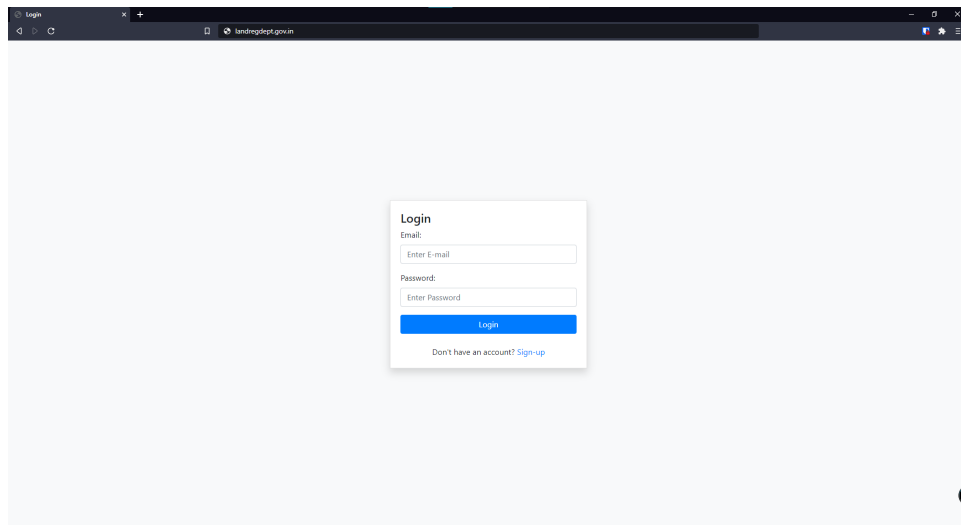 Login
landregdept.gov.in
Login
Email:
Enter E-mail
Password:
Enter Password
Login
Don't have an account? Sign-up